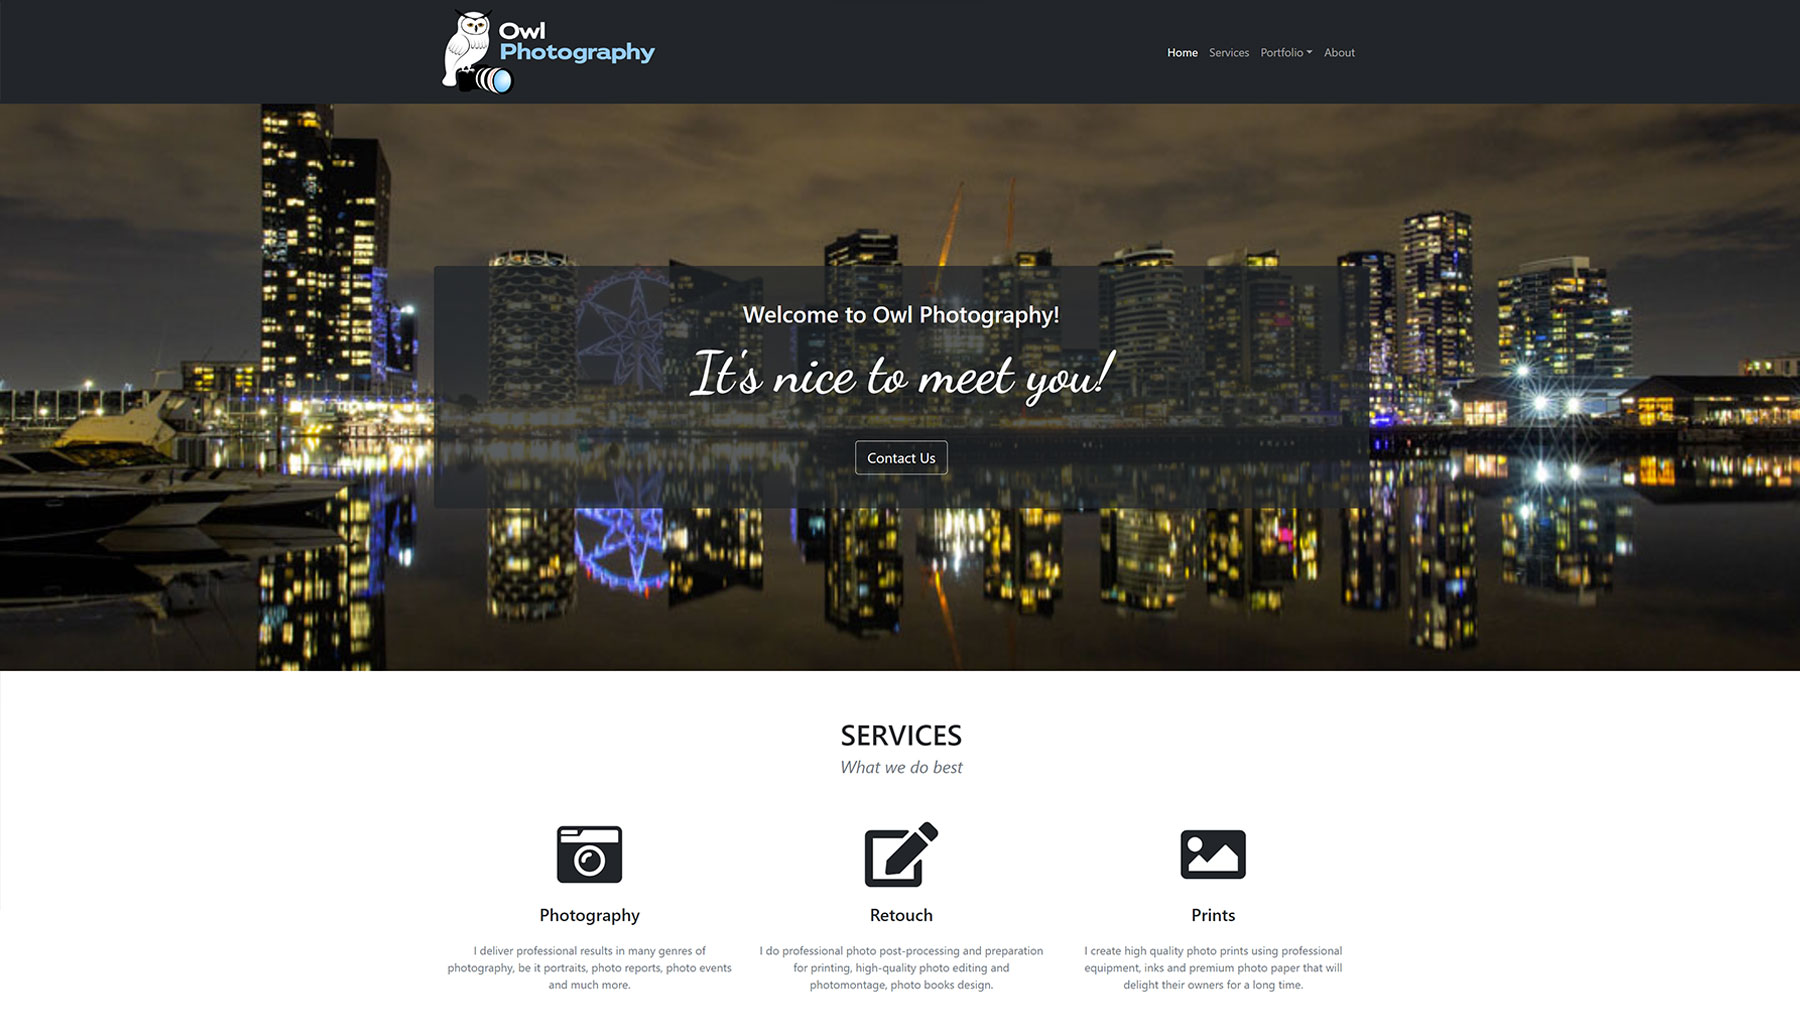 Owl
Photography
Home Services Portfolio About
Welcome to Owl Photography!
It's nice to meet you!
Contact Us
SERVICES
What we do best
Photography
I deliver professional results in many genres of
photography, be it portraits, photo reports, photo events
and much more.
Retouch
I do professional photo post-processing and preparation
for printing, high-quality photo editing and
photomontage, photo books design.
Prints
I create high quality photo prints using professional
equipment, inks and premium photo paper that will
delight their owners for a long time.